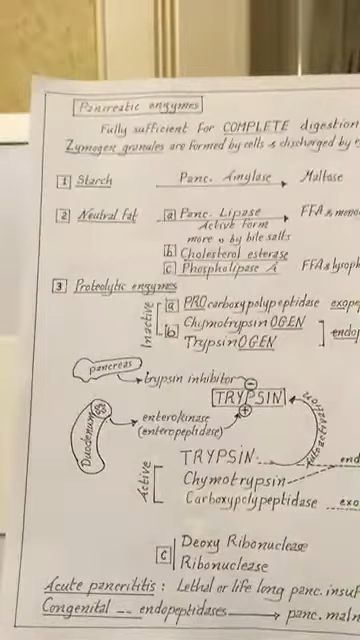 Pancreatic enzymes
Fully sufficient for COMPLETE digestion
Zymogen granules are formed by cells & discharged by
1 Starch Panc. Amylase Maltose
2 Neutral fat a Panc. Lipase FFA & mono
Active form
more by bile salts
b Cholesterol esterase
c Phospholipase A FFA & lysoph
3 Proteolytic enzymes
Inactive
a PROcarboxypolypeptidase exope
b ChymotrypsinOGEN endop
TrypsinOGEN
pancreas
trypsin inhibitor −
TRYPSIN
Duodenum
enterokinase +
(enteropeptidase)
Autocatalysis
Active
TRYPSIN end
Chymotrypsin
Carboxypolypeptidase exo
C Deoxy Ribonuclease
Ribonuclease
Acute pancrititis : Lethal or life long panc. insuf
Congenital -- endopeptidases panc. maln